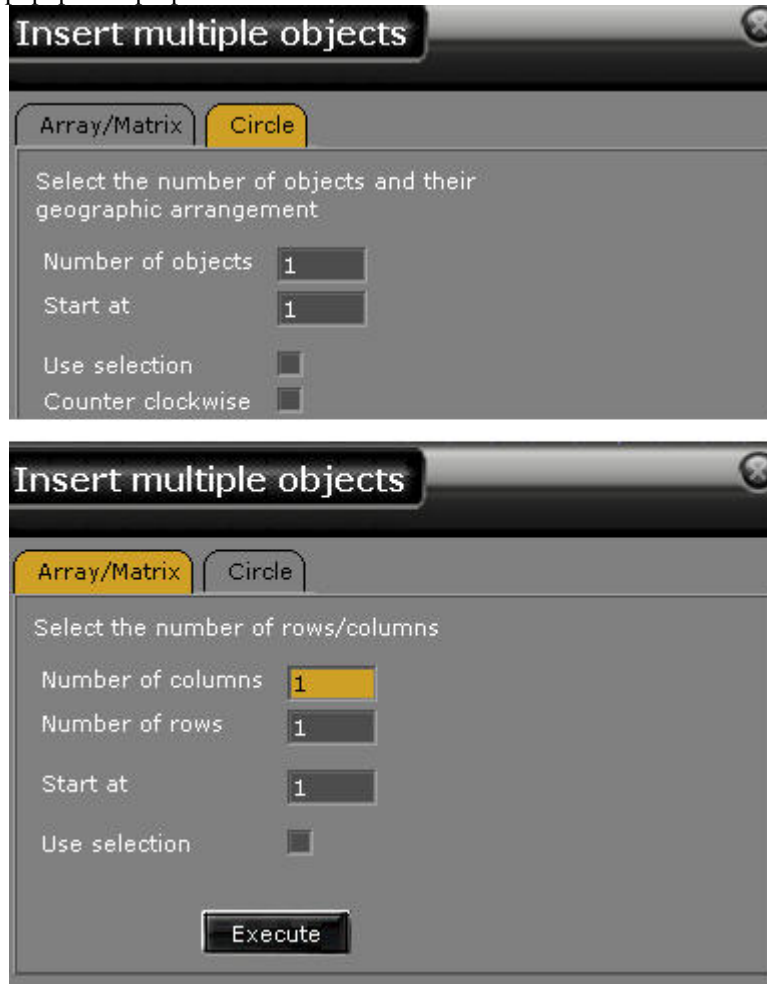 Insert multiple objects
Array/Matrix Circle
Select the number of objects and their
geographic arrangement
Number of objects 1
Start at 1
Use selection
Counter clockwise
Insert multiple objects
Array/Matrix Circle
Select the number of rows/columns
Number of columns 1
Number of rows 1
Start at 1
Use selection
Execute